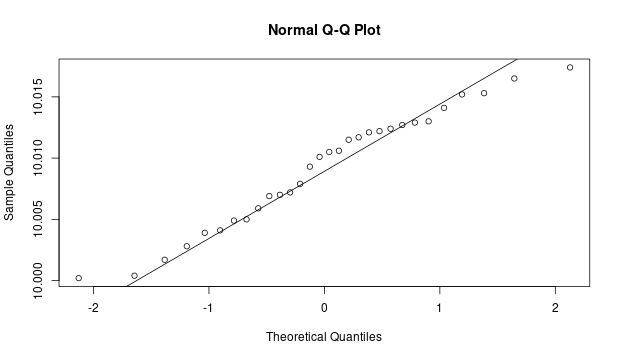 Normal Q-Q Plot
Sample Quantiles
10.015
10.010
10.005
10.000
-2 -1 0 1 2
Theoretical Quantiles